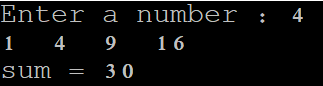 Enter a number : 4
1 4 9 16
sum = 30